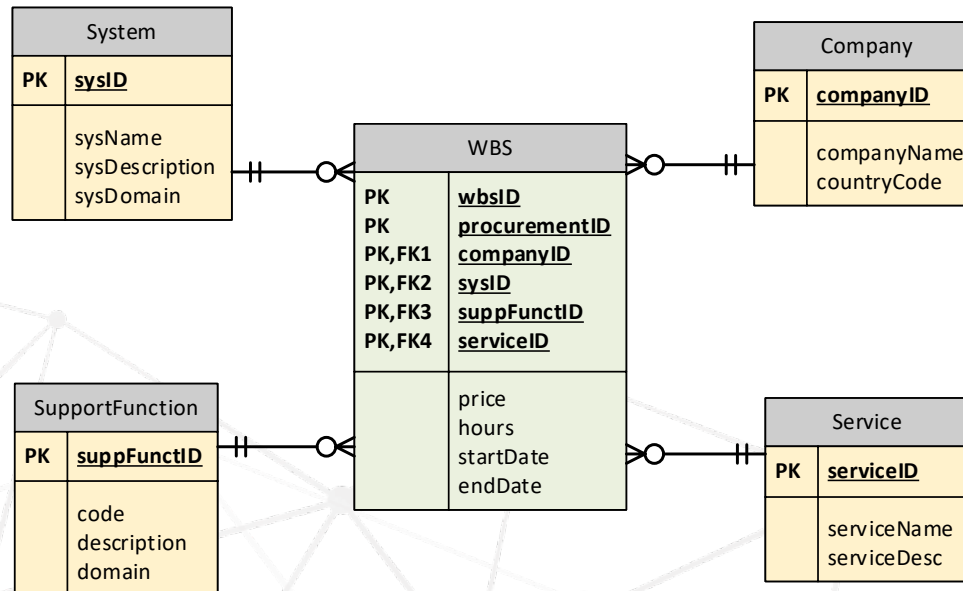 System
PK sysID
sysName
sysDescription
sysDomain
Company
PK companyID
companyName
countryCode
WBS
PK wbsID
PK procurementID
PK,FK1 companyID
PK,FK2 sysID
PK,FK3 suppFunctID
PK,FK4 serviceID
price
hours
startDate
endDate
SupportFunction
PK suppFunctID
code
description
domain
Service
PK serviceID
serviceName
serviceDesc